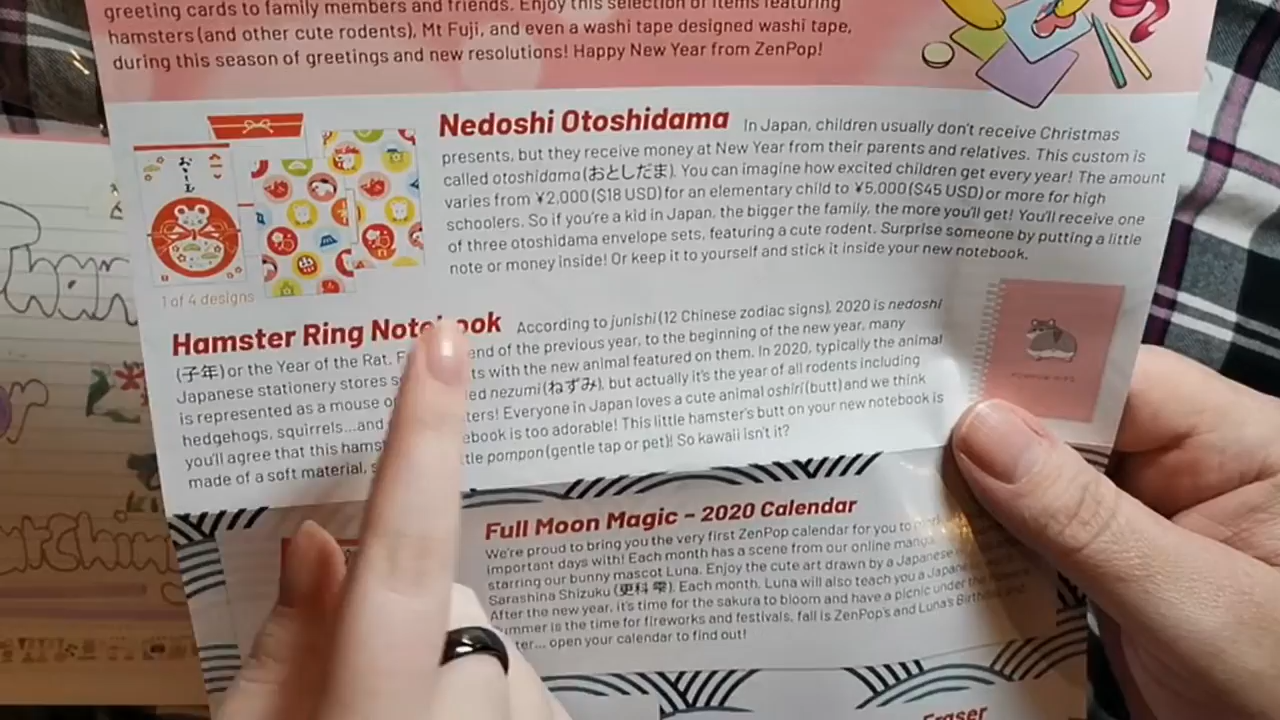 greeting cards to family members and friends. Enjoy this selection of items featuring
hamsters (and other cute rodents), Mt Fuji, and even a washi tape designed washi tape,
during this season of greetings and new resolutions! Happy New Year from ZenPop!
Nedoshi Otoshidama In Japan, children usually don't receive Christmas
presents, but they receive money at New Year from their parents and relatives. This custom is
called otoshidama (おとしだま). You can imagine how excited children get every year! The amount
varies from ¥2,000 ($18 USD) for an elementary child to ¥5,000 ($45 USD) or more for high
schoolers. So if you're a kid in Japan, the bigger the family, the more you'll get! You'll receive one
of three otoshidama envelope sets, featuring a cute rodent. Surprise someone by putting a little
note or money inside! Or keep it to yourself and stick it inside your new notebook.
1 of 4 designs
Hamster Ring Notebook According to junishi (12 Chinese zodiac signs), 2020 is nedoshi
(子年) or the Year of the Rat. end of the previous year, to the beginning of the new year, many
Japanese stationery stores with the new animal featured on them. In 2020, typically the animal
is represented as a mouse nezumi (ねずみ), but actually it's the year of all rodents including
hedgehogs, squirrels...and Everyone in Japan loves a cute animal oshiri (butt) and we think
you'll agree that this is too adorable! This little hamster's butt on your new notebook is
made of a soft material, pompon (gentle tap or pet)! So kawaii isn't it?
Full Moon Magic - 2020 Calendar
We're proud to bring you the very first ZenPop calendar for you to
important days with! Each month has a scene from our online manga
starring our bunny mascot Luna. Enjoy the cute art drawn by a Japanese
Sarashina Shizuku (更科 雫). Each month, Luna will also teach you a
After the new year, it's time for the sakura to bloom and have a picnic under the
is the time for fireworks and festivals, fall is ZenPop's and Luna's
open your calendar to find out!
Eraser